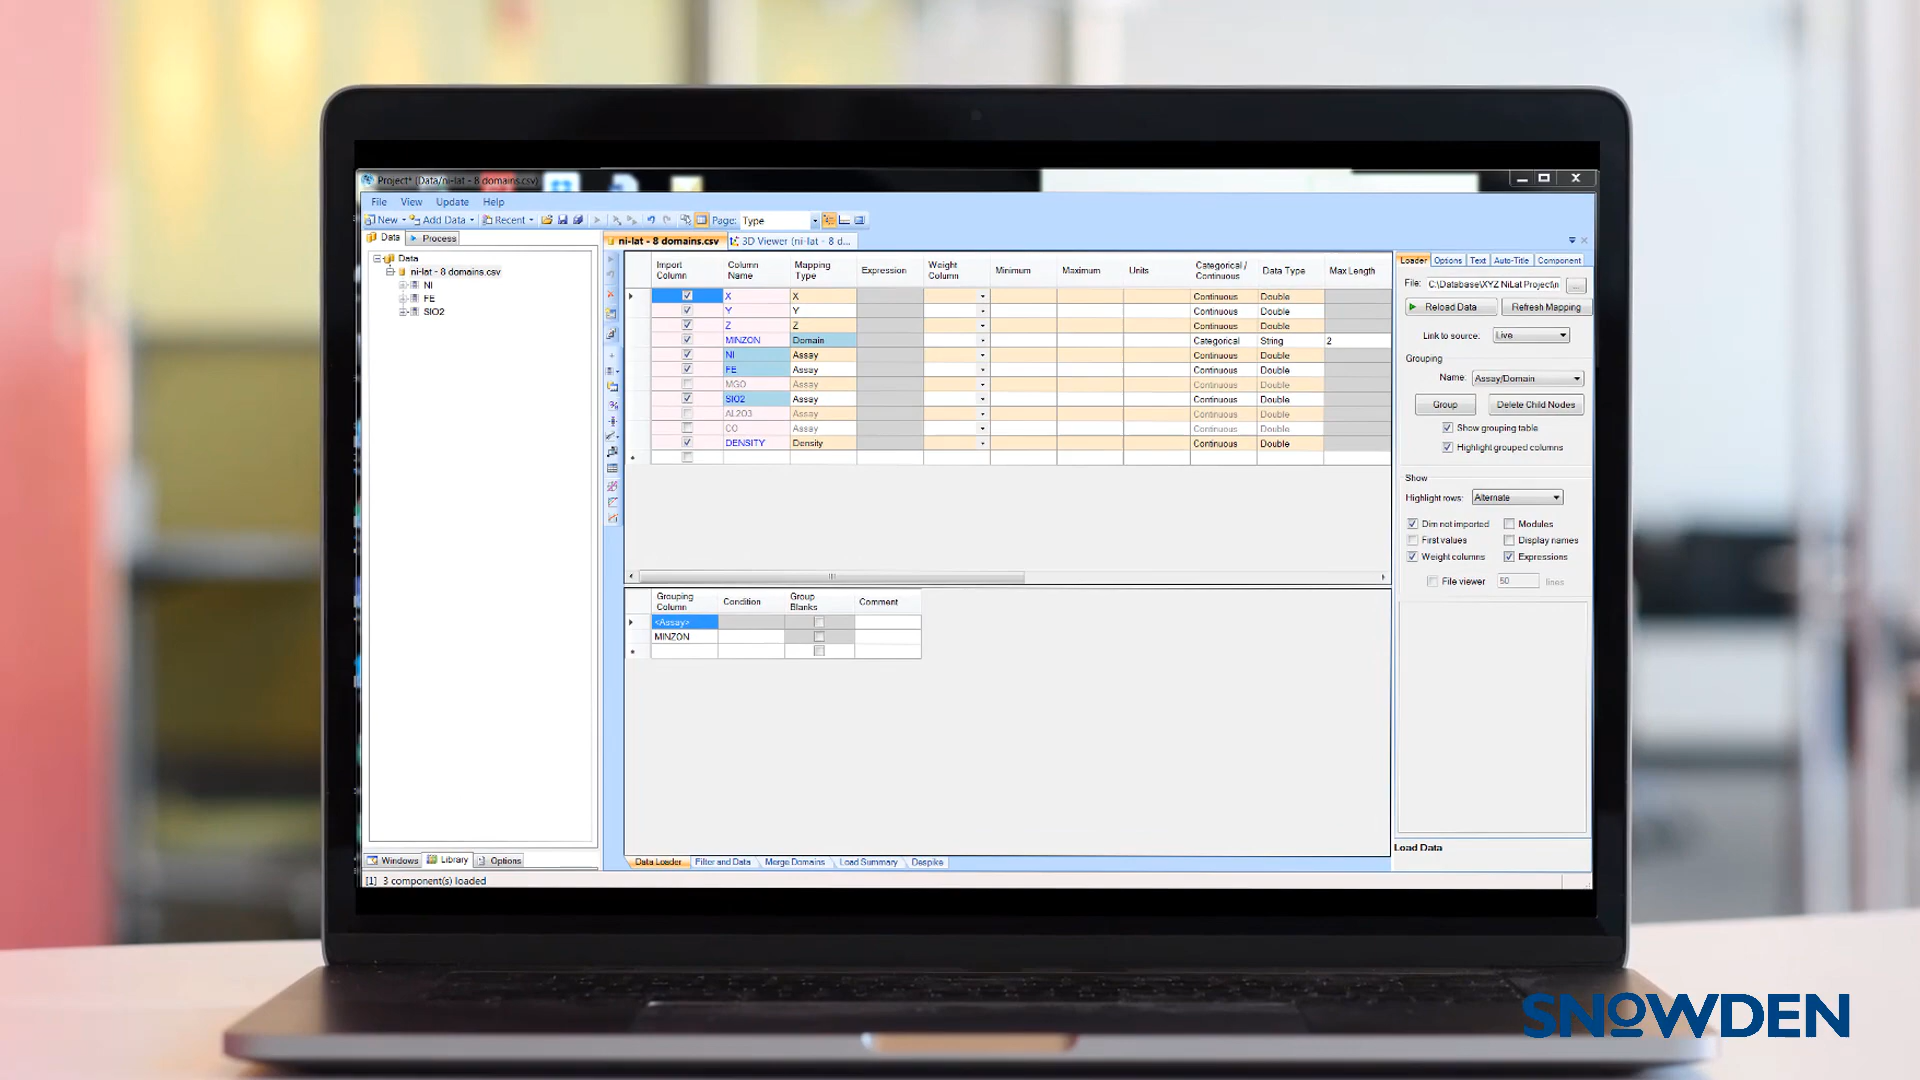 Project* (Data/ni-lat - 8 domains.csv)
File View Update Help
New Add Data Recent Page: Type
Data Process
ni-lat - 8 domains.csv 3D Viewer (ni-lat - 8 d...
Data
ni-lat - 8 domains.csv
NI
FE
SIO2
Import Column Column Name Mapping Type Expression Weight Column Minimum Maximum Units Categorical / Continuous Data Type Max Length
X X Continuous Double
Y Y Continuous Double
Z Z Continuous Double
MINZON Domain Categorical String 2
NI Assay Continuous Double
FE Assay Continuous Double
MGO Assay Continuous Double
SIO2 Assay Continuous Double
AL2O3 Assay Continuous Double
CO Assay Continuous Double
DENSITY Density Continuous Double
Grouping Column Condition Group Blanks Comment
<Assay>
MINZON
Data Loader Filter and Data Merge Domains Load Summary Despike
Loader Options Text Auto-Title Component
File: C:\Database\XYZ NiLat Project\n ...
Reload Data Refresh Mapping
Link to source: Live
Grouping
Name: Assay/Domain
Group Delete Child Nodes
Show grouping table
Highlight grouped columns
Show
Highlight rows: Alternate
Dim not imported Modules
First values Display names
Weight columns Expressions
File viewer 50 lines
Load Data
Windows Library Options
[1] 3 component(s) loaded
SNOWDEN